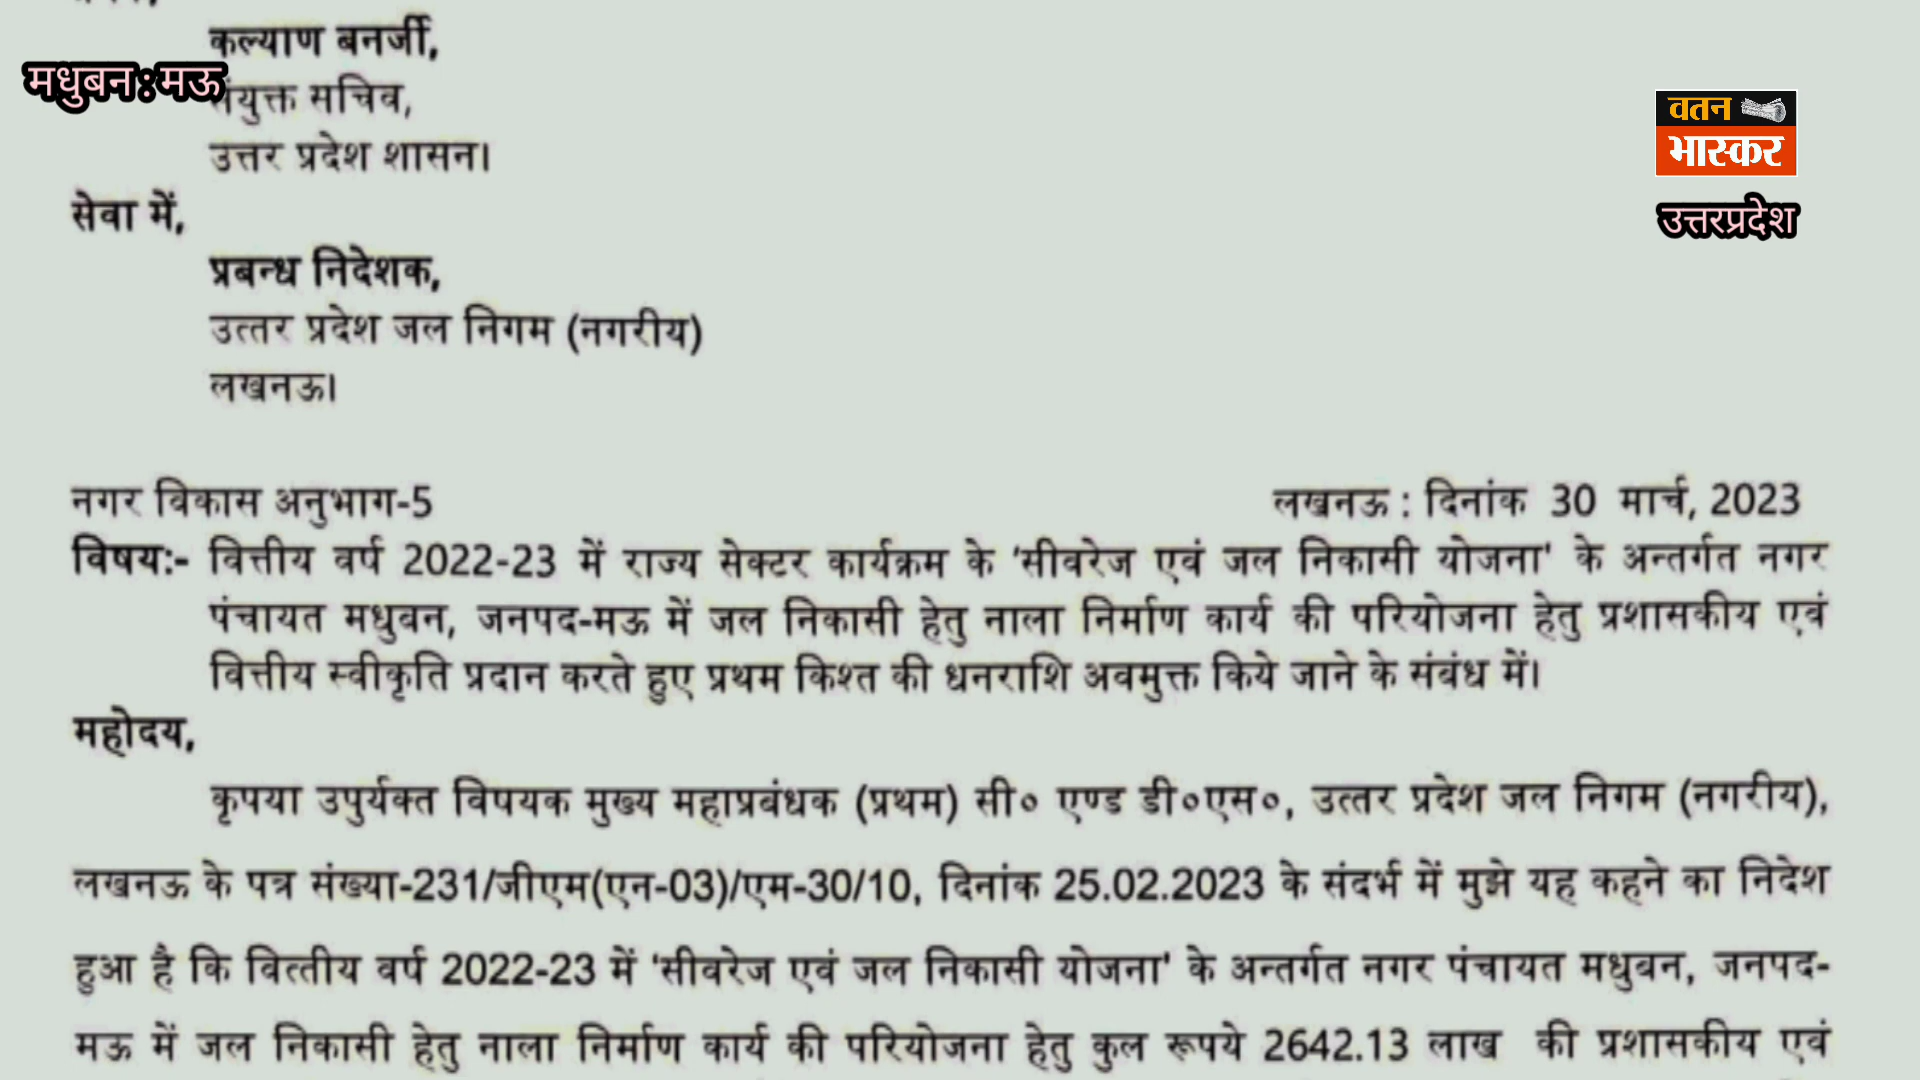 कल्याण बनर्जी,
मधुबन : मऊ
संयुक्त सचिव,
उत्तर प्रदेश शासन।
वतन
भास्कर
उत्तरप्रदेश
सेवा में,
प्रबन्ध निदेशक,
उत्तर प्रदेश जल निगम (नगरीय)
लखनऊ।
नगर विकास अनुभाग-5 लखनऊ : दिनांक 30 मार्च, 2023
विषय:- वित्तीय वर्ष 2022-23 में राज्य सेक्टर कार्यक्रम के 'सीवरेज एवं जल निकासी योजना' के अन्तर्गत नगर
पंचायत मधुबन, जनपद-मऊ में जल निकासी हेतु नाला निर्माण कार्य की परियोजना हेतु प्रशासकीय एवं
वित्तीय स्वीकृति प्रदान करते हुए प्रथम किश्त की धनराशि अवमुक्त किये जाने के संबंध में।
महोदय,
कृपया उपुर्यक्त विषयक मुख्य महाप्रबंधक (प्रथम) सी० एण्ड डी०एस०, उत्तर प्रदेश जल निगम (नगरीय),
लखनऊ के पत्र संख्या-231/जीएम(एन-03)/एम-30/10, दिनांक 25.02.2023 के संदर्भ में मुझे यह कहने का निदेश
हुआ है कि वित्तीय वर्ष 2022-23 में 'सीवरेज एवं जल निकासी योजना' के अन्तर्गत नगर पंचायत मधुबन, जनपद-
मऊ में जल निकासी हेतु नाला निर्माण कार्य की परियोजना हेतु कुल रूपये 2642.13 लाख की प्रशासकीय एवं